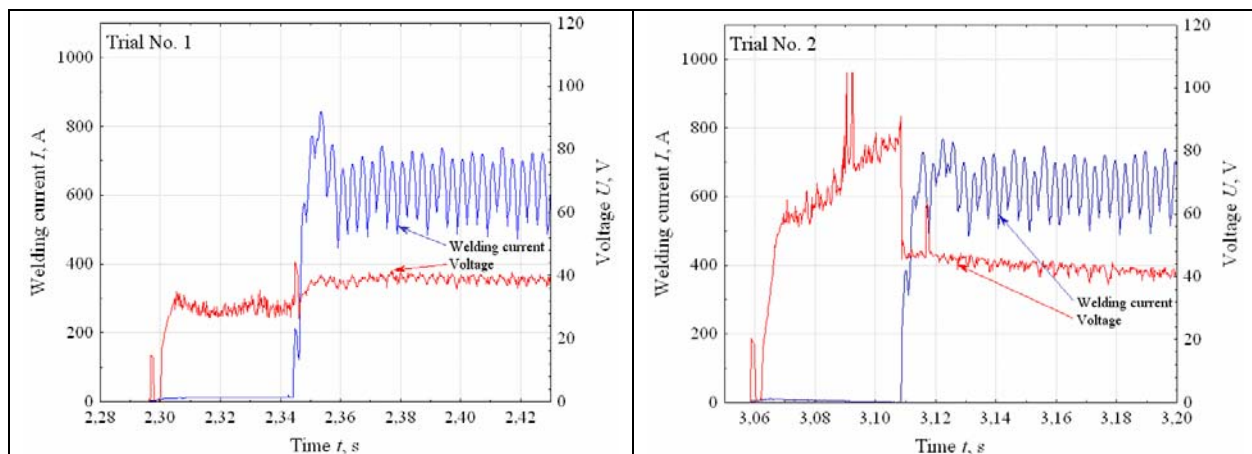 Trial No. 1
Welding current I, A
1000
800
600
400
200
0
120
100
80
60
40
20
0
Voltage U, V
Welding current
Voltage
2,28 2,30 2,32 2,34 2,36 2,38 2,40 2,42
Time t, s
Trial No. 2
Welding current I, A
1000
800
600
400
200
0
120
100
80
60
40
20
0
Voltage U, V
Welding current
Voltage
3,06 3,08 3,10 3,12 3,14 3,16 3,18 3,20
Time t, s